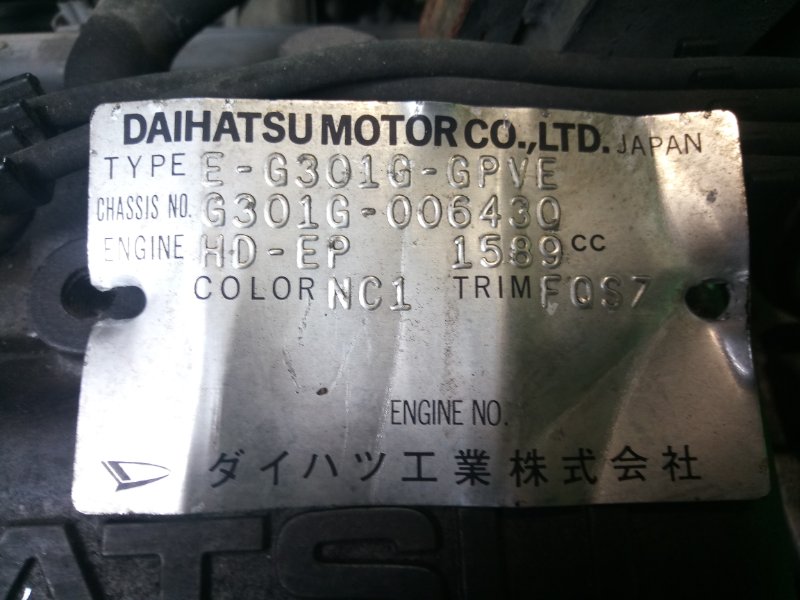 DAIHATSU MOTOR CO.,LTD. JAPAN
TYPE E-G301G-GPVE
CHASSIS NO. G301G-006430
ENGINE HD-EP 1589 CC
COLOR NC1 TRIM FQS7
ENGINE NO.
ダイハツ工業株式会社
ATS